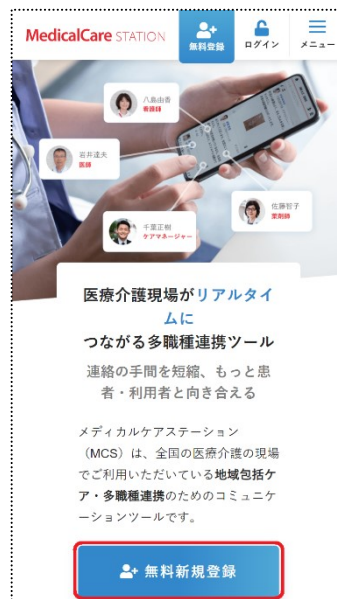 MedicalCare STATION
無料登録
ログイン
メニュー
八島由香
看護師
岩井達夫
医師
佐藤智子
薬剤師
千葉正樹
ケアマネージャー
医療介護現場がリアルタイ
ムに
つながる多職種連携ツール
連絡の手間を短縮、もっと患
者・利用者と向き合える
メディカルケアステーション
（MCS）は、全国の医療介護の現場
でご利用いただいている地域包括ケ
ア・多職種連携のためのコミュニケ
ーションツールです。
無料新規登録